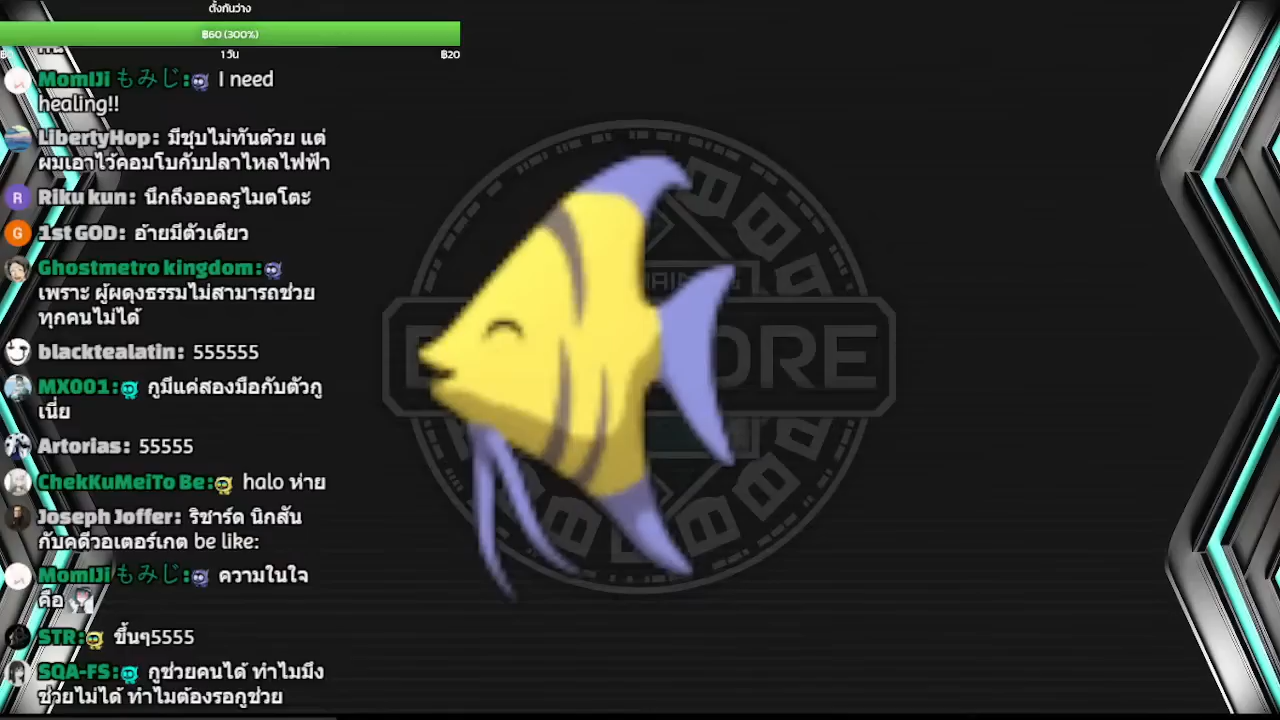 ตั้งกันว่าง
฿60 (300%)
1 วัน
฿20
MomIJi もみじ: I need
healing!!
LibertyHop: มีชุบไม่ทันด้วย แต่
ผมเอาไว้คอมโบกับปลาไหลไฟฟ้า
Riku kun: นึกถึงออลรูไมตโตะ
1st GOD: อ้ายมีตัวเดียว
Ghostmetro kingdom:
เพราะ ผู้ผดุงธรรมไม่สามารถช่วย
ทุกคนไม่ได้
blacktealatin: 555555
MX001: กูมีแค่สองมือกับตัวกู
เนี่ย
Artorias: 55555
ChekKuMeiTo Be: halo ห่าย
Joseph Joffer: ริชาร์ด นิกสัน
กับคดีวอเตอร์เกต be like:
MomIJi もみじ: ความในใจ
คือ
STR: ขึ้นๆ5555
SQA-FS: กูช่วยคนได้ ทำไมมึง
ช่วยไม่ได้ ทำไมต้องรอกูช่วย